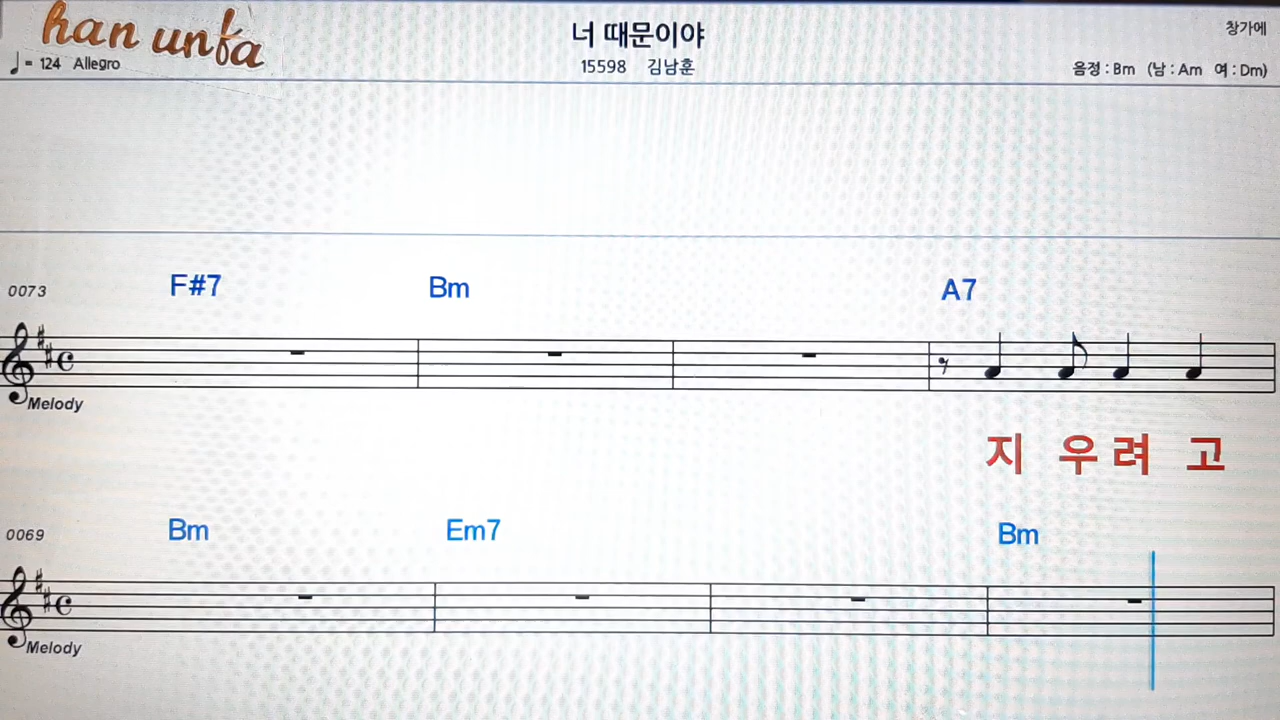 han unfa
너 때문이야
창가에
♩= 124 Allegro
15598 김남훈
음정 : Bm (남 : Am 여 : Dm)
0073 F#7 Bm A7
Melody
지 우 려 고
0069 Bm Em7 Bm
Melody